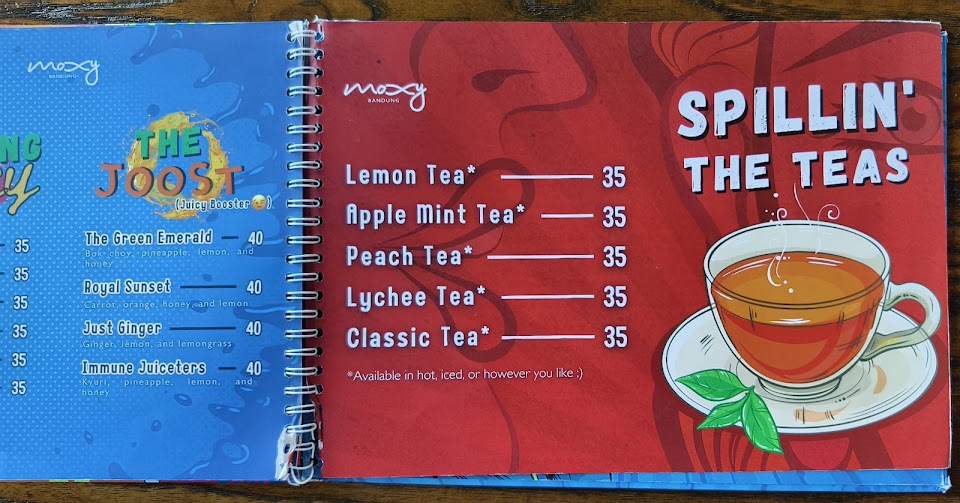 moxy
BANDUNG
NG
THE
JOOST
(Juicy Booster 😉)
35
35
35
35
35
35
The Green Emerald 40
Bok choy, pineapple, lemon, and
honey
Royal Sunset 40
Carrot, orange, honey, and lemon
Just Ginger 40
Ginger, lemon, and lemongrass
Immune Juiceters 40
Kyuri, pineapple, lemon, and
honey
moxy
BANDUNG
SPILLIN'
THE TEAS
Lemon Tea* 35
Apple Mint Tea* 35
Peach Tea* 35
Lychee Tea* 35
Classic Tea* 35
*Available in hot, iced, or however you like :)